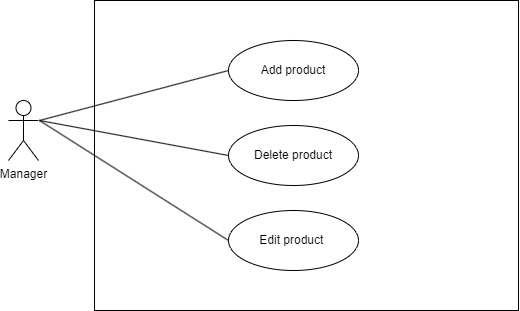 Add product
Delete product
Manager
Edit product